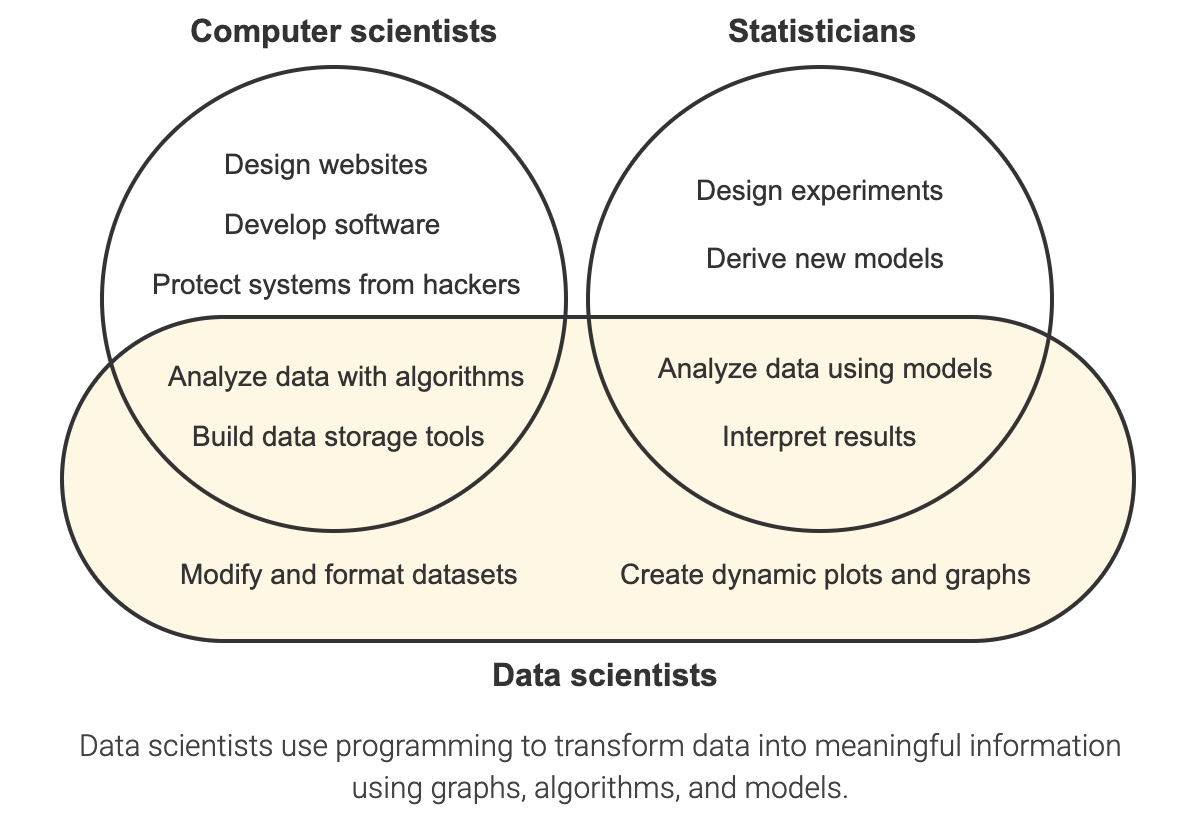 Computer scientists
Statisticians
Design websites
Develop software
Protect systems from hackers
Design experiments
Derive new models
Analyze data with algorithms
Build data storage tools
Analyze data using models
Interpret results
Modify and format datasets
Create dynamic plots and graphs
Data scientists
Data scientists use programming to transform data into meaningful information
using graphs, algorithms, and models.